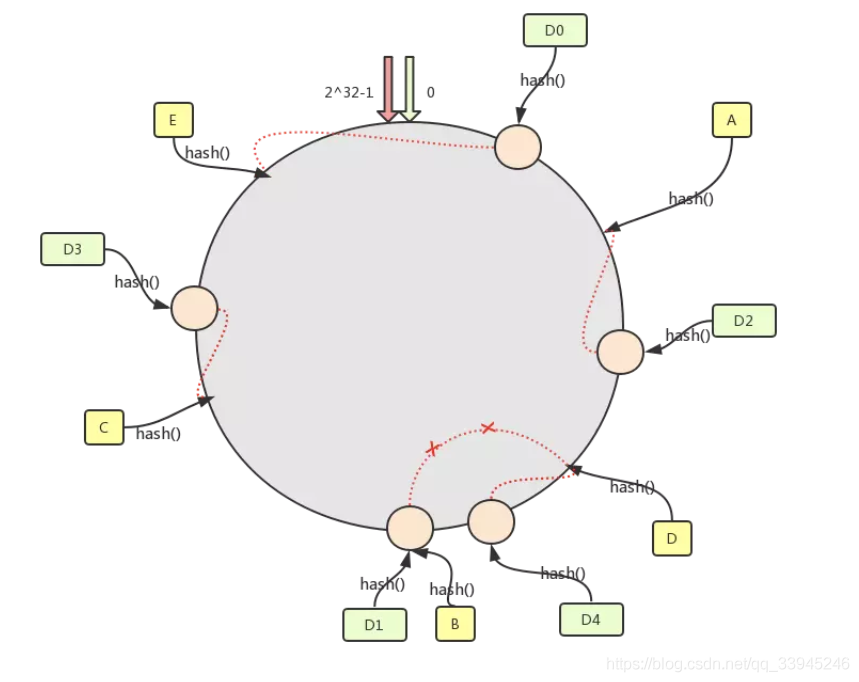 D0
2^32-1
0
hash()
E
A
hash()
hash()
D3
hash()
D2
hash()
C
hash()
hash()
D
hash()
hash()
hash()
D1
B
D4
https://blog.csdn.net/qq_33945246